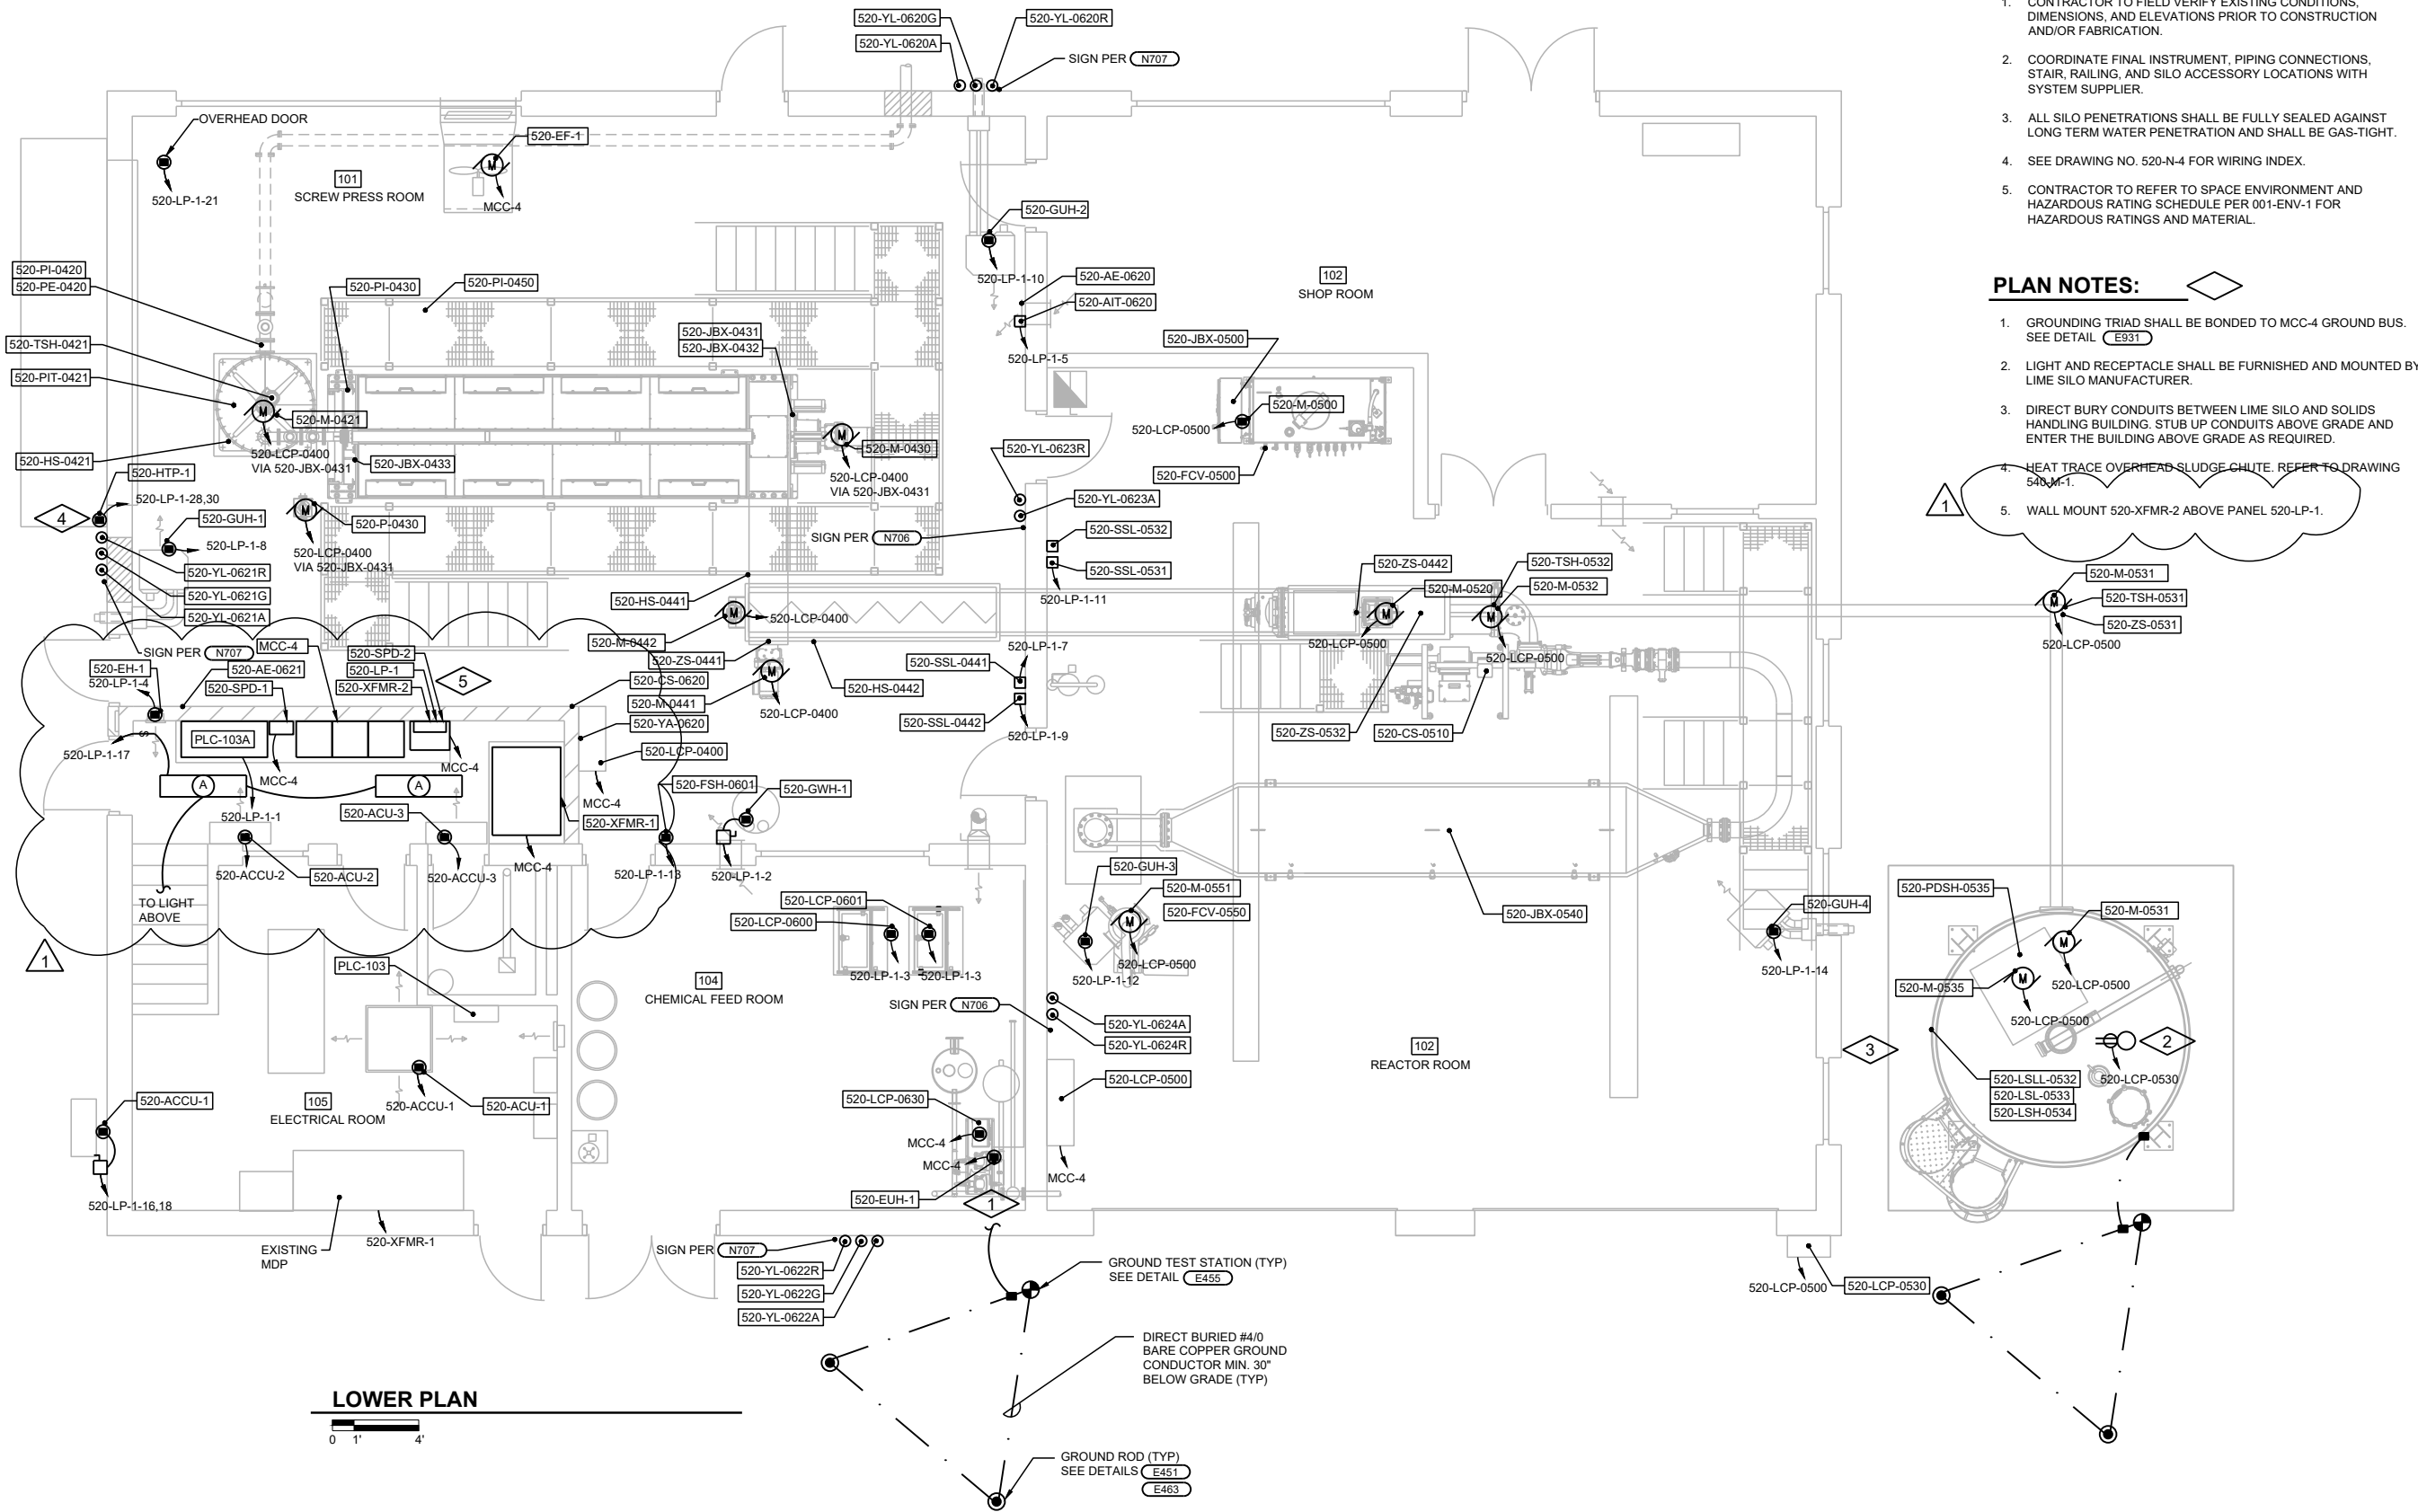 520-YL-0620G
520-YL-0620R
520-YL-0620A
SIGN PER N707
OVERHEAD DOOR
520-LP-1-21
101
SCREW PRESS ROOM
520-EF-1
MCC-4
520-GUH-2
520-LP-1-10
520-AE-0620
520-AIT-0620
520-LP-1-5
102
SHOP ROOM
520-PI-0420
520-PE-0420
520-PI-0430
520-PI-0450
520-TSH-0421
520-PIT-0421
520-JBX-0431
520-JBX-0432
520-JBX-0500
520-M-0421
520-M-0500
520-LCP-0500
520-M-0430
520-HS-0421
520-LCP-0400
VIA 520-JBX-0431
520-JBX-0433
520-LCP-0400
VIA 520-JBX-0431
520-YL-0623R
520-FCV-0500
520-HTP-1
520-LP-1-28,30
4
520-GUH-1
520-P-0430
520-YL-0623A
520-LP-1-8
520-LCP-0400
VIA 520-JBX-0431
SIGN PER N706
520-SSL-0532
520-SSL-0531
520-LP-1-11
520-YL-0621R
520-YL-0621G
520-YL-0621A
520-HS-0441
520-ZS-0442
520-TSH-0532
520-M-0520
520-M-0532
520-M-0531
520-TSH-0531
520-ZS-0531
520-LCP-0500
520-LCP-0400
520-M-0442
520-LCP-0500
520-LCP-0500
SIGN PER N707
MCC-4
520-SPD-2
520-ZS-0441
520-LP-1-7
520-EH-1
520-AE-0621
520-LP-1
520-LP-1-4
520-SPD-1
520-XFMR-2
5
520-CS-0620
520-HS-0442
520-SSL-0441
520-M-0441
520-LCP-0400
520-YA-0620
520-SSL-0442
520-LP-1-9
520-ZS-0532
520-CS-0510
PLC-103A
520-LP-1-17
MCC-4
MCC-4
520-LCP-0400
MCC-4
A
A
520-LP-1-1
520-ACU-3
520-FSH-0601
520-GWH-1
520-XFMR-1
520-ACCU-2
520-ACU-2
520-ACCU-3
MCC-4
520-LP-1-13
520-LP-1-2
TO LIGHT
ABOVE
1
520-GUH-3
520-M-0551
520-FCV-0550
520-LCP-0500
520-LP-1-12
520-JBX-0540
520-LCP-0601
520-LCP-0600
520-LP-1-3
520-LP-1-3
520-GUH-4
520-LP-1-14
520-PDSH-0535
520-M-0531
520-LCP-0500
520-M-0535
520-LCP-0500
PLC-103
104
CHEMICAL FEED ROOM
SIGN PER N706
520-YL-0624A
520-YL-0624R
102
REACTOR ROOM
3
2
520-LSLL-0532
520-LSL-0533
520-LSH-0534
520-LCP-0530
520-LCP-0500
520-ACCU-1
105
ELECTRICAL ROOM
520-ACCU-1
520-ACU-1
520-LCP-0630
MCC-4
MCC-4
MCC-4
520-EUH-1
1
520-LP-1-16,18
EXISTING
MDP
520-XFMR-1
SIGN PER N707
520-YL-0622R
520-YL-0622G
520-YL-0622A
GROUND TEST STATION (TYP)
SEE DETAIL E455
520-LCP-0500
520-LCP-0530
DIRECT BURIED #4/0
BARE COPPER GROUND
CONDUCTOR MIN. 30"
BELOW GRADE (TYP)
GROUND ROD (TYP)
SEE DETAILS E451
E463
LOWER PLAN
0 1' 4'
1. CONTRACTOR TO FIELD VERIFY EXISTING CONDITIONS,
DIMENSIONS, AND ELEVATIONS PRIOR TO CONSTRUCTION
AND/OR FABRICATION.
2. COORDINATE FINAL INSTRUMENT, PIPING CONNECTIONS,
STAIR, RAILING, AND SILO ACCESSORY LOCATIONS WITH
SYSTEM SUPPLIER.
3. ALL SILO PENETRATIONS SHALL BE FULLY SEALED AGAINST
LONG TERM WATER PENETRATION AND SHALL BE GAS-TIGHT.
4. SEE DRAWING NO. 520-N-4 FOR WIRING INDEX.
5. CONTRACTOR TO REFER TO SPACE ENVIRONMENT AND
HAZARDOUS RATING SCHEDULE PER 001-ENV-1 FOR
HAZARDOUS RATINGS AND MATERIAL.
PLAN NOTES:
1. GROUNDING TRIAD SHALL BE BONDED TO MCC-4 GROUND BUS.
SEE DETAIL E931
2. LIGHT AND RECEPTACLE SHALL BE FURNISHED AND MOUNTED BY
LIME SILO MANUFACTURER.
3. DIRECT BURY CONDUITS BETWEEN LIME SILO AND SOLIDS
HANDLING BUILDING. STUB UP CONDUITS ABOVE GRADE AND
ENTER THE BUILDING ABOVE GRADE AS REQUIRED.
4. HEAT TRACE OVERHEAD SLUDGE CHUTE. REFER TO DRAWING
540-M-1.
5. WALL MOUNT 520-XFMR-2 ABOVE PANEL 520-LP-1.
1